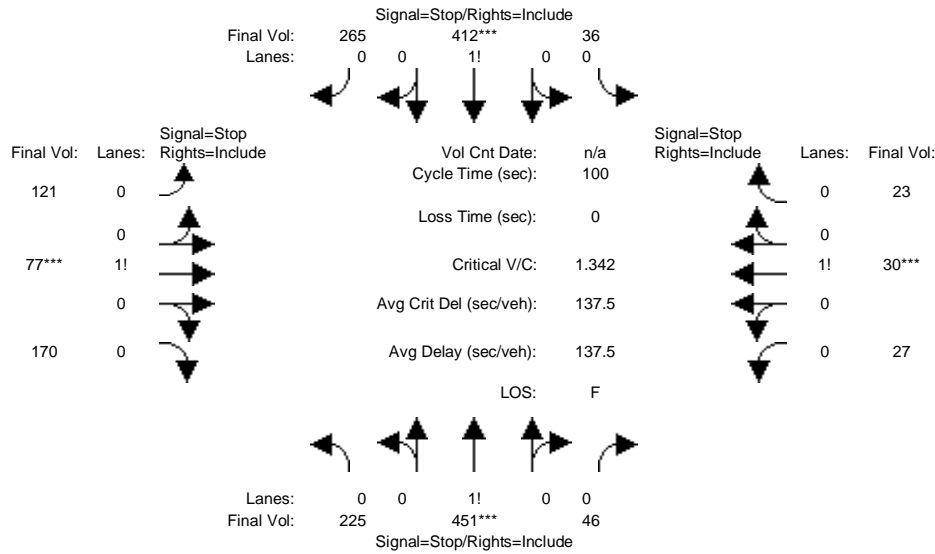 Signal=Stop/Rights=Include
Final Vol: 265 412*** 36
Lanes: 0 0 1! 0 0
Signal=Stop Signal=Stop
Final Vol: Lanes: Rights=Include Vol Cnt Date: n/a Rights=Include Lanes: Final Vol:
Cycle Time (sec): 100
121 0 0 23
Loss Time (sec): 0
0 0
77*** 1! Critical V/C: 1.342 1! 30***
0 Avg Crit Del (sec/veh): 137.5 0
170 0 Avg Delay (sec/veh): 137.5 0 27
LOS: F
Lanes: 0 0 1! 0 0
Final Vol: 225 451*** 46
Signal=Stop/Rights=Include